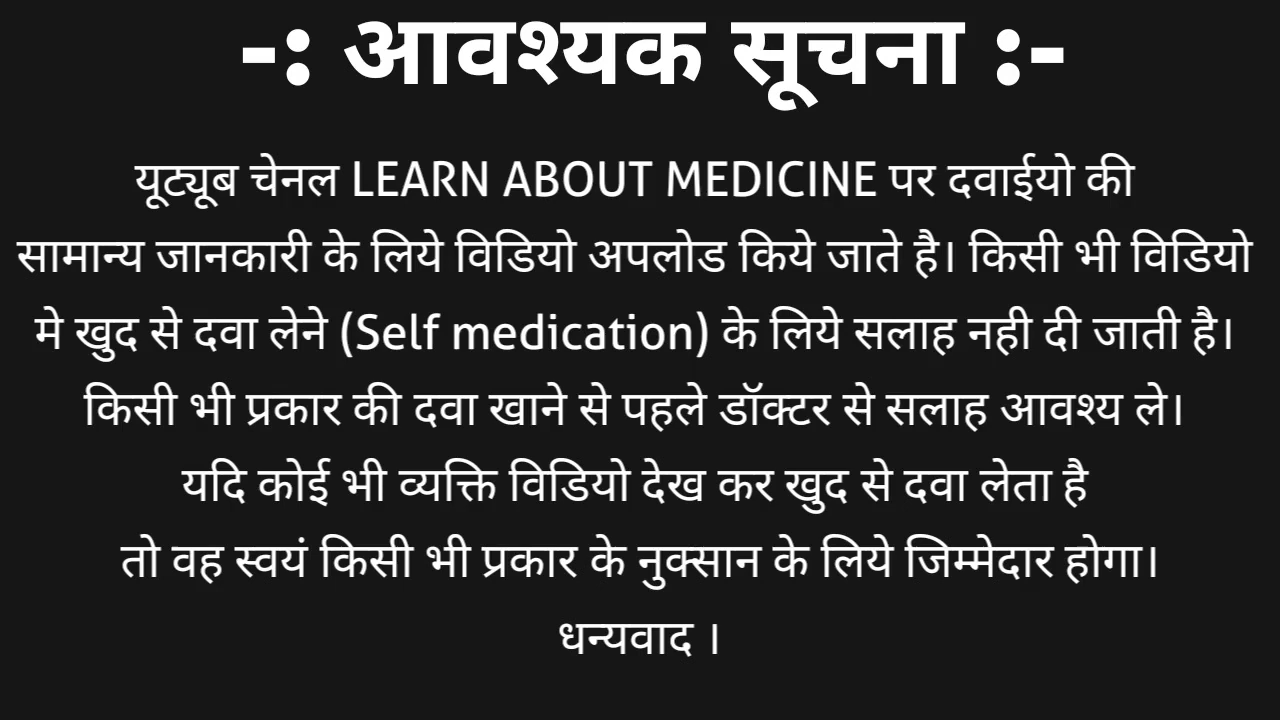 -: आवश्यक सूचना :-
यूट्यूब चेनल LEARN ABOUT MEDICINE पर दवाईयो की
सामान्य जानकारी के लिये विडियो अपलोड किये जाते है। किसी भी विडियो
मे खुद से दवा लेने (Self medication) के लिये सलाह नही दी जाती है।
किसी भी प्रकार की दवा खाने से पहले डॉक्टर से सलाह आवश्य ले।
यदि कोई भी व्यक्ति विडियो देख कर खुद से दवा लेता है
तो वह स्वयं किसी भी प्रकार के नुक्सान के लिये जिम्मेदार होगा।
धन्यवाद ।